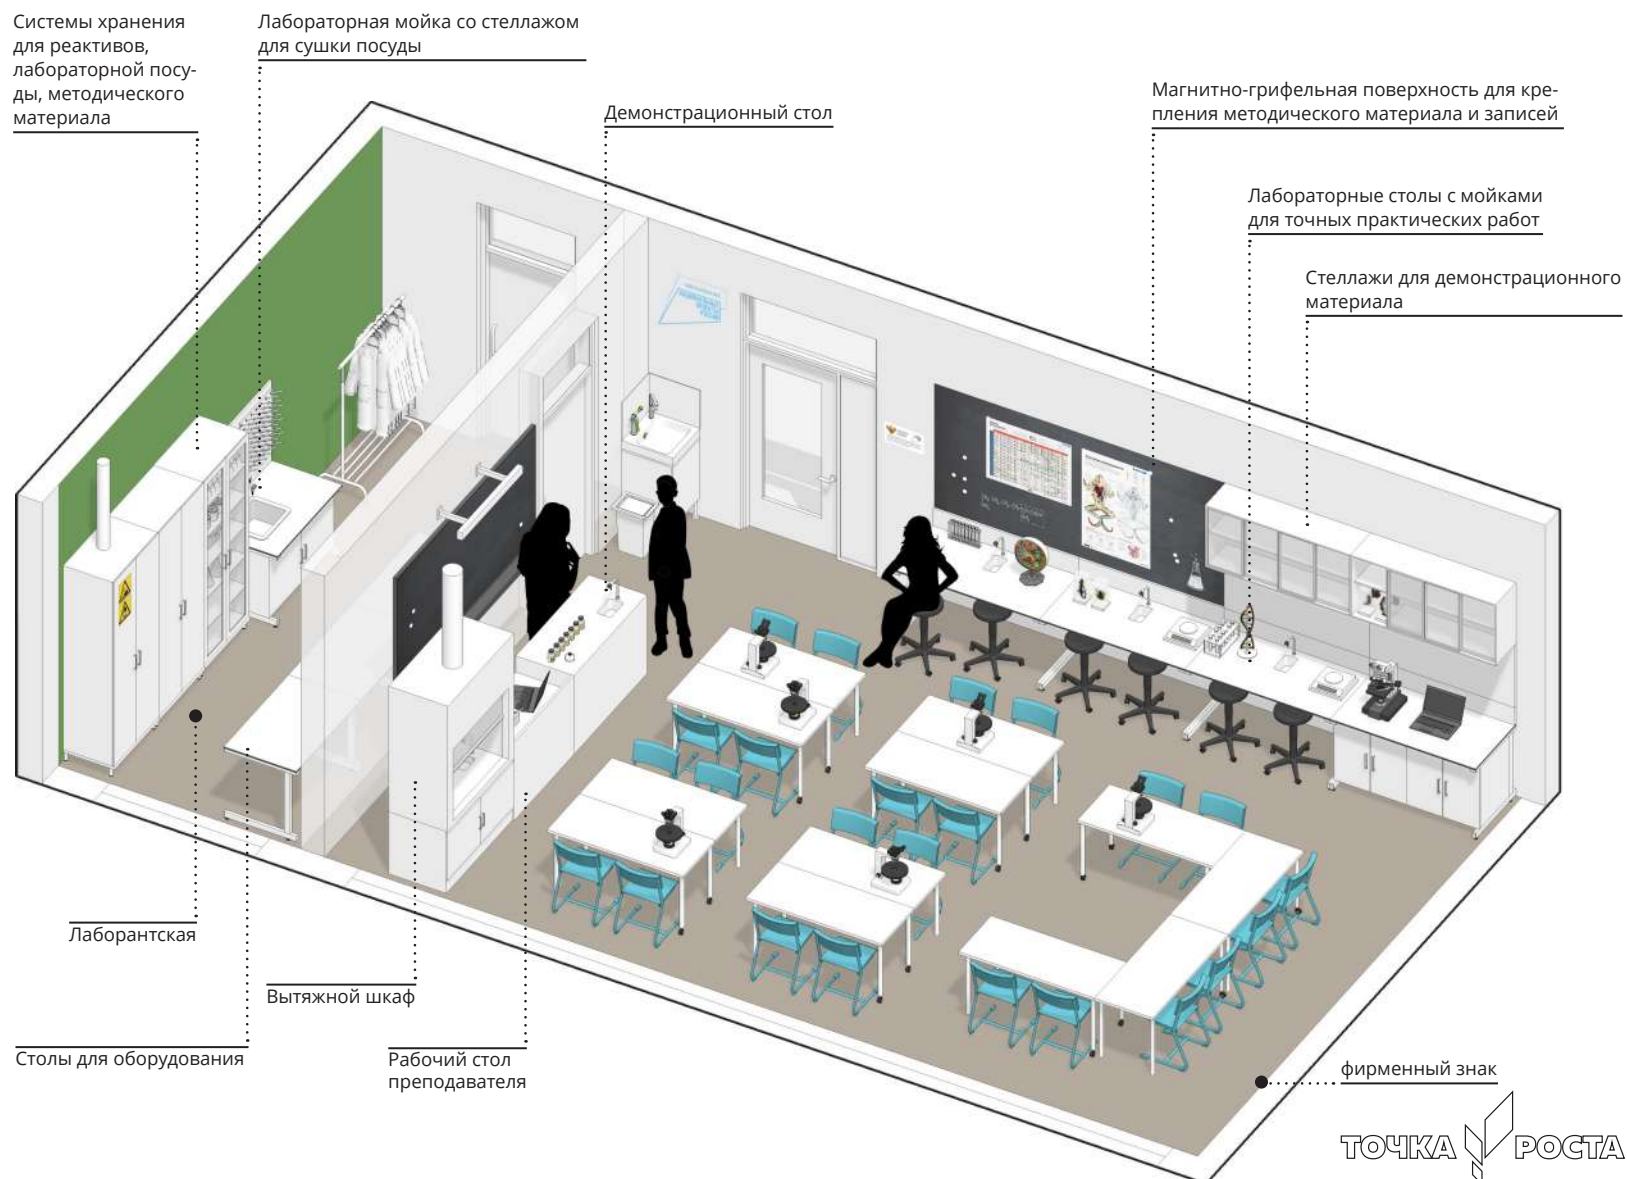 Системы хранения
для реактивов,
лабораторной посу-
ды, методического
материала
Лабораторная мойка со стеллажом
для сушки посуды
Демонстрационный стол
Магнитно-грифельная поверхность для кре-
пления методического материала и записей
Лабораторные столы с мойками
для точных практических работ
Стеллажи для демонстрационного
материала
Лаборантская
Вытяжной шкаф
Столы для оборудования
Рабочий стол
преподавателя
фирменный знак
ТОЧКА РОСТА